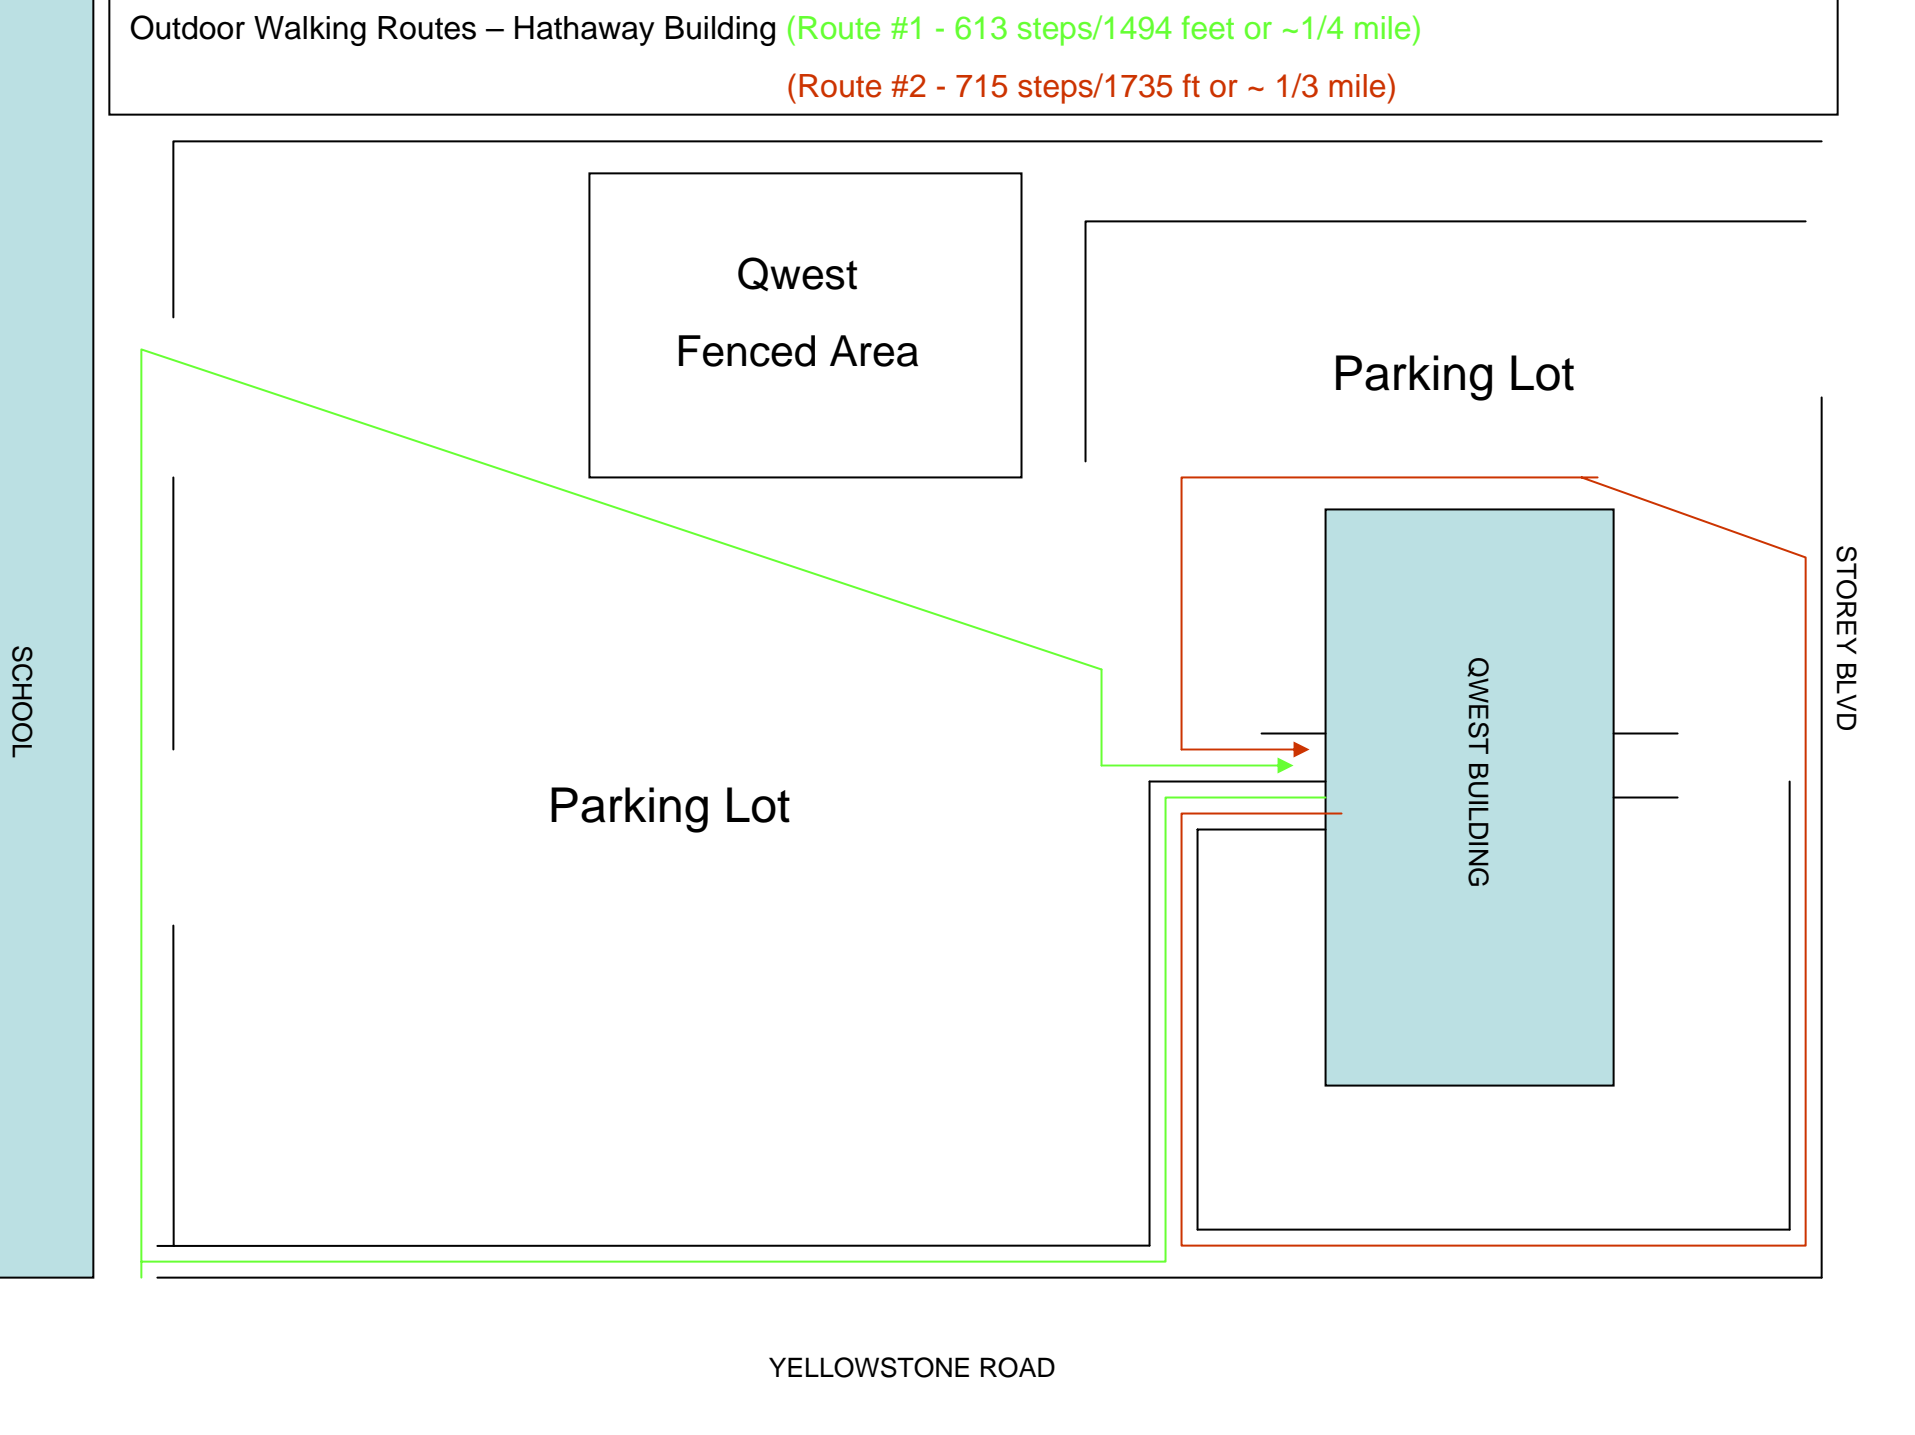 Outdoor Walking Routes – Hathaway Building (Route #1 - 613 steps/1494 feet or ~1/4 mile)
(Route #2 - 715 steps/1735 ft or ~ 1/3 mile)
Qwest
Fenced Area
Parking Lot
STOREY BLVD
SCHOOL
QWEST BUILDING
Parking Lot
YELLOWSTONE ROAD